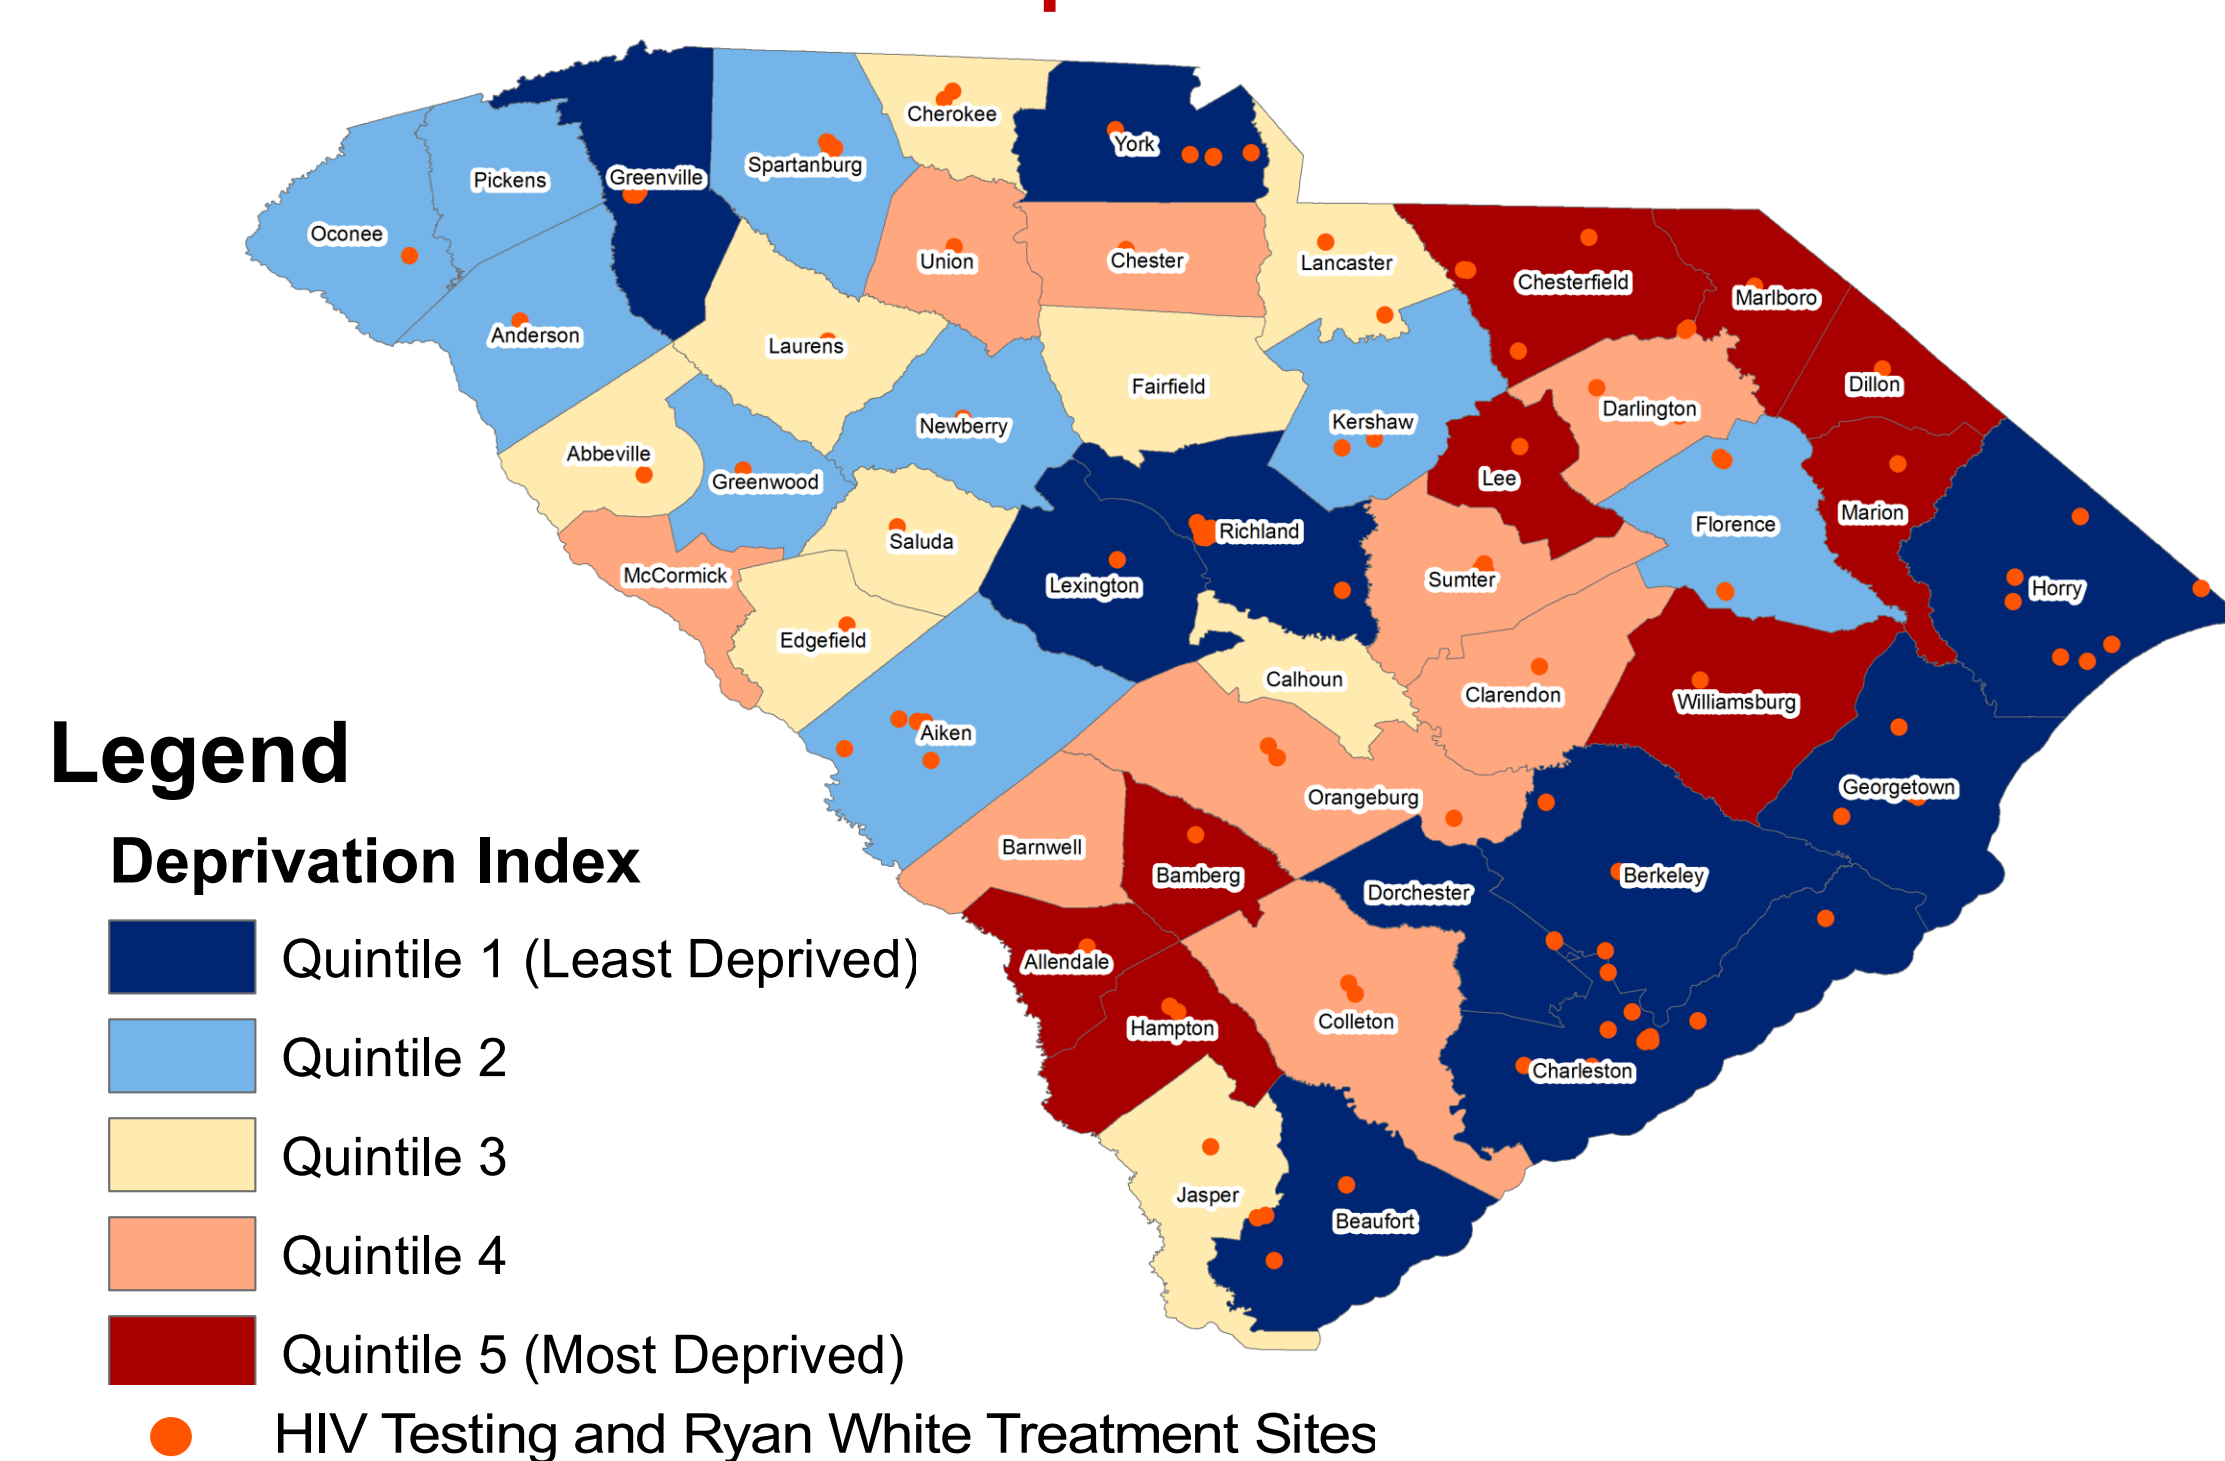 Cherokee
York
Spartanburg
Greenville
Pickens
Oconee
Union
Chester
Lancaster
Chesterfield
Marlboro
Anderson
Laurens
Fairfield
Dillon
Darlington
Kershaw
Newberry
Abbeville
Greenwood
Lee
Marion
Florence
Richland
Saluda
McCormick
Lexington
Sumter
Horry
Edgefield
Calhoun
Clarendon
Williamsburg
Aiken
Georgetown
Orangeburg
Barnwell
Bamberg
Berkeley
Dorchester
Allendale
Hampton
Colleton
Charleston
Jasper
Beaufort
Legend
Deprivation Index
Quintile 1 (Least Deprived)
Quintile 2
Quintile 3
Quintile 4
Quintile 5 (Most Deprived)
HIV Testing and Ryan White Treatment Sites